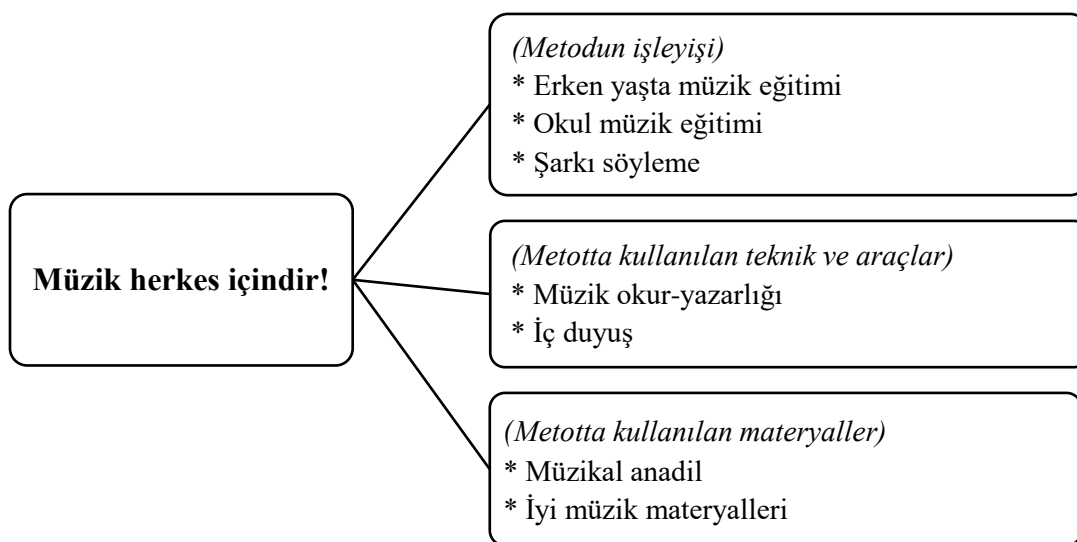 Müzik herkes içindir!
(Metodun işleyişi)
* Erken yaşta müzik eğitimi
* Okul müzik eğitimi
* Şarkı söyleme
(Metotta kullanılan teknik ve araçlar)
* Müzik okur-yazarlığı
* İç duyuş
(Metotta kullanılan materyaller)
* Müzikal anadil
* İyi müzik materyalleri